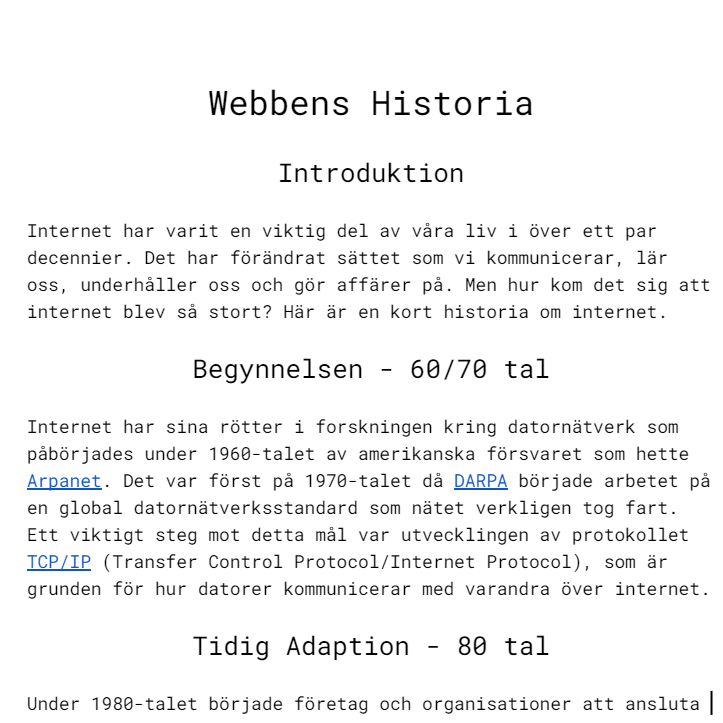 Webbens Historia
Introduktion
Internet har varit en viktig del av våra liv i över ett par
decennier. Det har förändrat sättet som vi kommunicerar, lär
oss, underhåller oss och gör affärer på. Men hur kom det sig att
internet blev så stort? Här är en kort historia om internet.
Begynnelsen - 60/70 tal
Internet har sina rötter i forskningen kring datornätverk som
påbörjades under 1960-talet av amerikanska försvaret som hette
Arpanet. Det var först på 1970-talet då DARPA började arbetet på
en global datornätverksstandard som nätet verkligen tog fart.
Ett viktigt steg mot detta mål var utvecklingen av protokollet
TCP/IP (Transfer Control Protocol/Internet Protocol), som är
grunden för hur datorer kommunicerar med varandra över internet.
Tidig Adaption - 80 tal
Under 1980-talet började företag och organisationer att ansluta